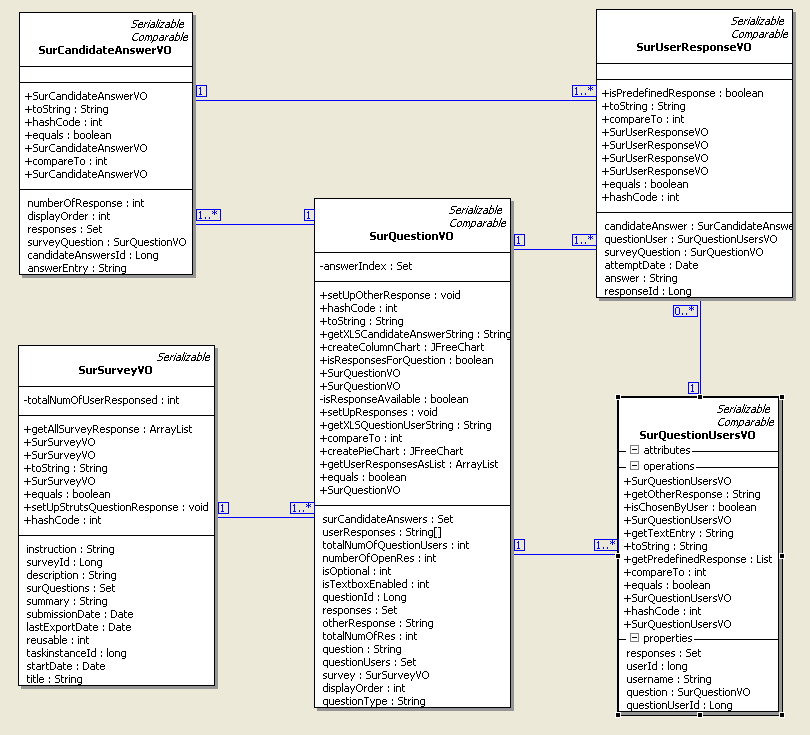 Serializable
Comparable
SurCandidateAnswerVO
+SurCandidateAnswerVO
+toString : String
+hashCode : int
+equals : boolean
+SurCandidateAnswerVO
+compareTo : int
+SurCandidateAnswerVO
numberOfResponse : int
displayOrder : int
responses : Set
surveyQuestion : SurQuestionVO
candidateAnswersId : Long
answerEntry : String
1
1..*
Serializable
Comparable
SurUserResponseVO
+isPredefinedResponse : boolean
+toString : String
+compareTo : int
+SurUserResponseVO
+SurUserResponseVO
+SurUserResponseVO
+SurUserResponseVO
+equals : boolean
+hashCode : int
candidateAnswer : SurCandidateAnswe
questionUser : SurQuestionUsersVO
surveyQuestion : SurQuestionVO
attemptDate : Date
answer : String
responseId : Long
1..*
1
1
1..*
0..*
1
Serializable
Comparable
SurQuestionVO
-answerIndex : Set
+setUpOtherResponse : void
+hashCode : int
+toString : String
+getXLSCandidateAnswerString : String
+createColumnChart : JFreeChart
+isResponsesForQuestion : boolean
+SurQuestionVO
+SurQuestionVO
-isResponseAvailable : boolean
+setUpResponses : void
+getXLSQuestionUserString : String
+compareTo : int
+createPieChart : JFreeChart
+getUserResponsesAsList : ArrayList
+equals : boolean
+SurQuestionVO
surCandidateAnswers : Set
userResponses : String[]
totalNumOfQuestionUsers : int
numberOfOpenRes : int
isOptional : int
isTextboxEnabled : int
questionId : Long
responses : Set
otherResponse : String
totalNumOfRes : int
question : String
questionUsers : Set
survey : SurSurveyVO
displayOrder : int
questionType : String
Serializable
SurSurveyVO
-totalNumOfUserResponsed : int
+getAllSurveyResponse : ArrayList
+SurSurveyVO
+SurSurveyVO
+toString : String
+SurSurveyVO
+equals : boolean
+setUpStrutsQuestionResponse : void
+hashCode : int
instruction : String
surveyId : Long
description : String
surQuestions : Set
summary : String
submissionDate : Date
lastExportDate : Date
reusable : int
taskinstanceId : long
startDate : Date
title : String
1
1..*
1
1..*
Serializable
Comparable
SurQuestionUsersVO
attributes
operations
+SurQuestionUsersVO
+getOtherResponse : String
+isChosenByUser : boolean
+SurQuestionUsersVO
+getTextEntry : String
+toString : String
+getPredefinedResponse : List
+compareTo : int
+equals : boolean
+SurQuestionUsersVO
+hashCode : int
+SurQuestionUsersVO
properties
responses : Set
userId : long
username : String
question : SurQuestionVO
questionUserId : Long